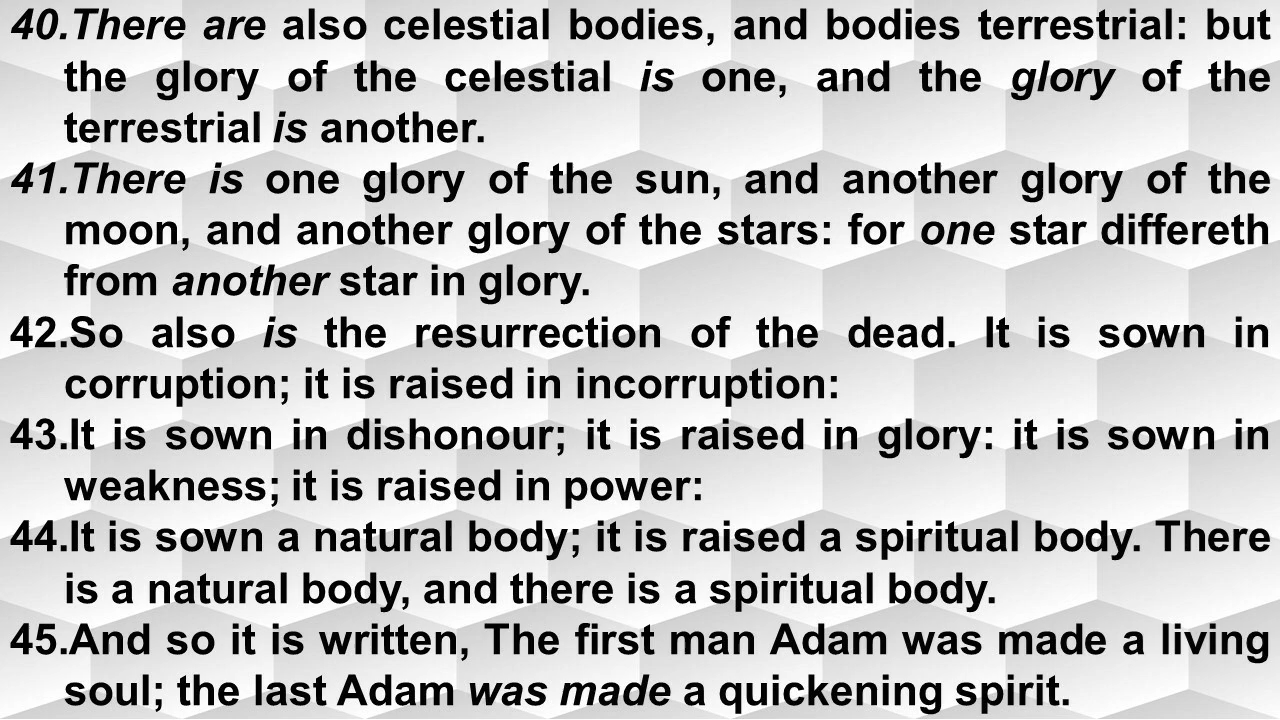 40.There are also celestial bodies, and bodies terrestrial: but
the glory of the celestial is one, and the glory of the
terrestrial is another.
41.There is one glory of the sun, and another glory of the
moon, and another glory of the stars: for one star differeth
from another star in glory.
42.So also is the resurrection of the dead. It is sown in
corruption; it is raised in incorruption:
43.It is sown in dishonour; it is raised in glory: it is sown in
weakness; it is raised in power:
44.It is sown a natural body; it is raised a spiritual body. There
is a natural body, and there is a spiritual body.
45.And so it is written, The first man Adam was made a living
soul; the last Adam was made a quickening spirit.